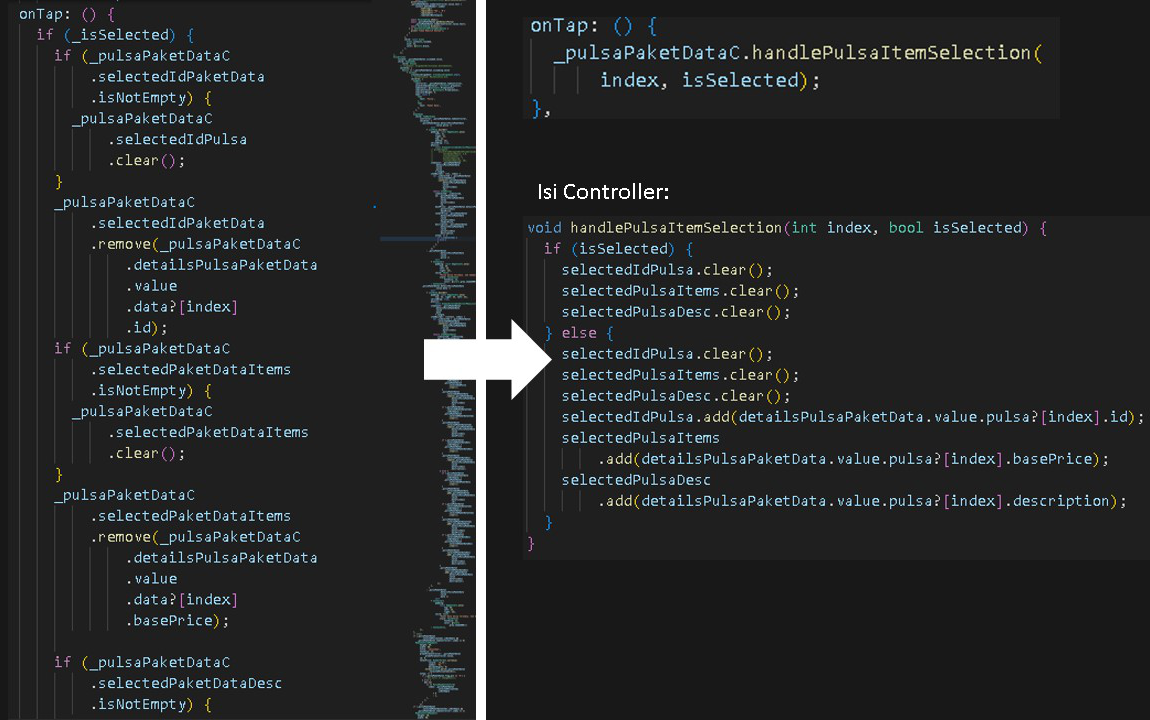 onTap: () {
if (_isSelected) {
if (_pulsaPaketDataC
.selectedIdPaketData
.isNotEmpty) {
_pulsaPaketDataC
.selectedIdPulsa
.clear();
}
_pulsaPaketDataC
.selectedIdPaketData
.remove(_pulsaPaketDataC
.detailsPulsaPaketData
.value
.data?[index]
.id);
if (_pulsaPaketDataC
.selectedPaketDataItems
.isNotEmpty) {
_pulsaPaketDataC
.selectedPaketDataItems
.clear();
}
_pulsaPaketDataC
.selectedPaketDataItems
.remove(_pulsaPaketDataC
.detailsPulsaPaketData
.value
.data?[index]
.basePrice);
if (_pulsaPaketDataC
.selectedPaketDataDesc
.isNotEmpty) {
onTap: () {
_pulsaPaketDataC.handlePulsaItemSelection(
index, isSelected);
},
Isi Controller:
void handlePulsaItemSelection(int index, bool isSelected) {
if (isSelected) {
selectedIdPulsa.clear();
selectedPulsaItems.clear();
selectedPulsaDesc.clear();
} else {
selectedIdPulsa.clear();
selectedPulsaItems.clear();
selectedPulsaDesc.clear();
selectedIdPulsa.add(detailsPulsaPaketData.value.pulsa?[index].id);
selectedPulsaItems
.add(detailsPulsaPaketData.value.pulsa?[index].basePrice);
selectedPulsaDesc
.add(detailsPulsaPaketData.value.pulsa?[index].description);
}
}